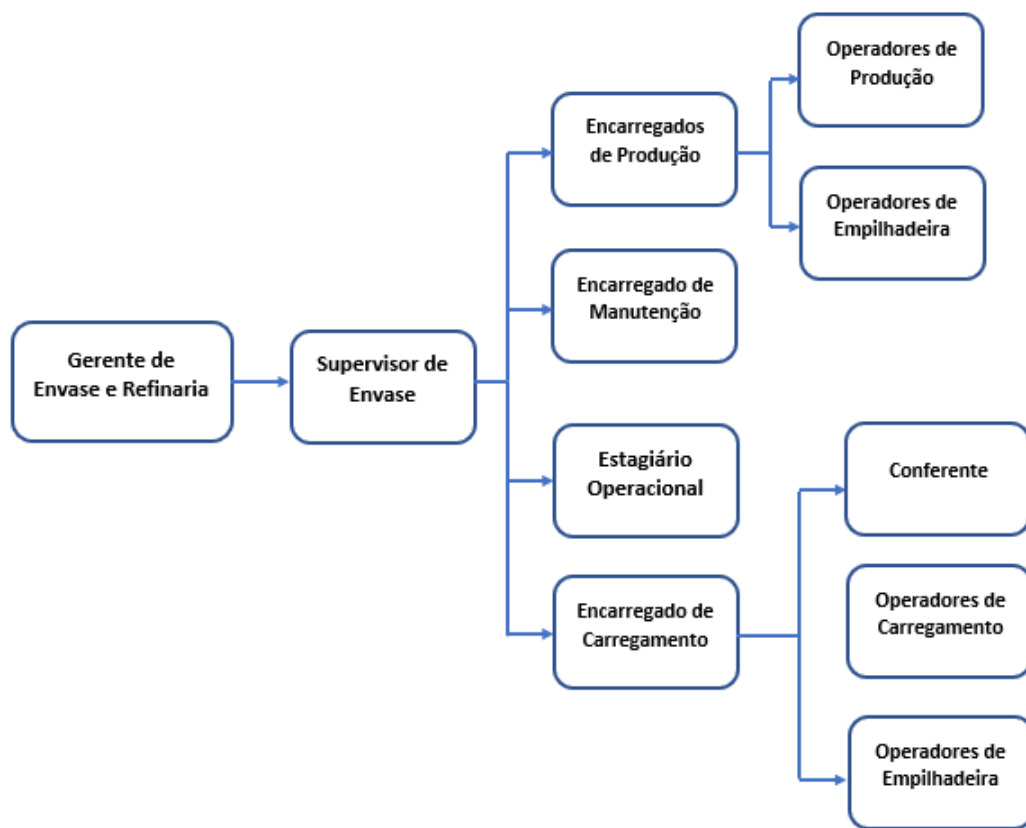 Gerente de
Envase e Refinaria
Supervisor de
Envase
Encarregados
de Produção
Operadores de
Produção
Operadores de
Empilhadeira
Encarregado de
Manutenção
Estagiário
Operacional
Encarregado de
Carregamento
Conferente
Operadores de
Carregamento
Operadores de
Empilhadeira